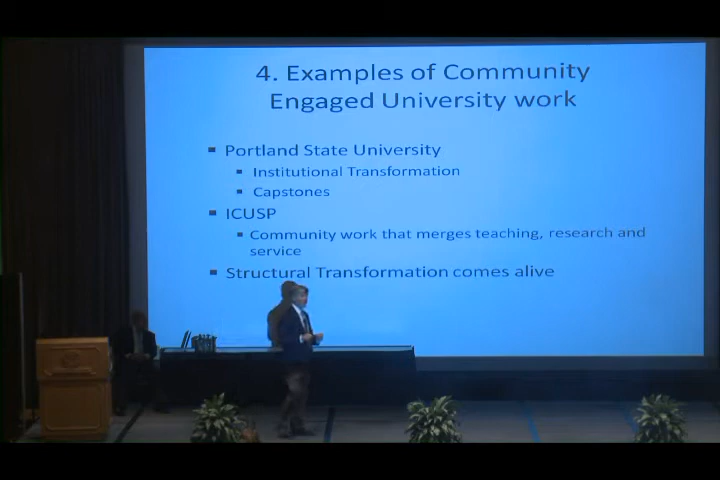 4. Examples of Community
Engaged University work
Portland State University
Institutional Transformation
Capstones
ICUSP
Community work that merges teaching, research and
service
Structural Transformation comes alive